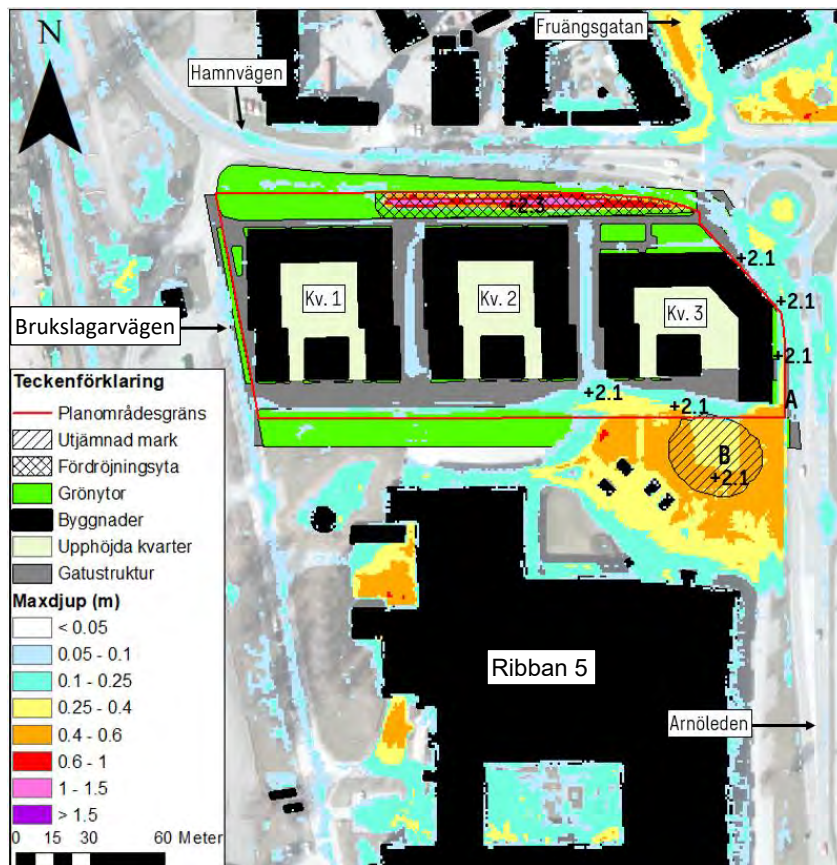 N
Fruängsgatan
Hamnvägen
+2.3
+2.1
+2.1
Kv. 1
Kv. 2
Kv. 3
Brukslagarvägen
+2.1
+2.1
+2.1
A
B
+2.1
Teckenförklaring
Planområdesgräns
Utjämnad mark
Fördröjningsyta
Grönytor
Byggnader
Upphöjda kvarter
Gatustruktur
Maxdjup (m)
< 0.05
0.05 - 0.1
0.1 - 0.25
0.25 - 0.4
0.4 - 0.6
0.6 - 1
1 - 1.5
> 1.5
0 15 30 60 Meter
Ribban 5
Arnöleden